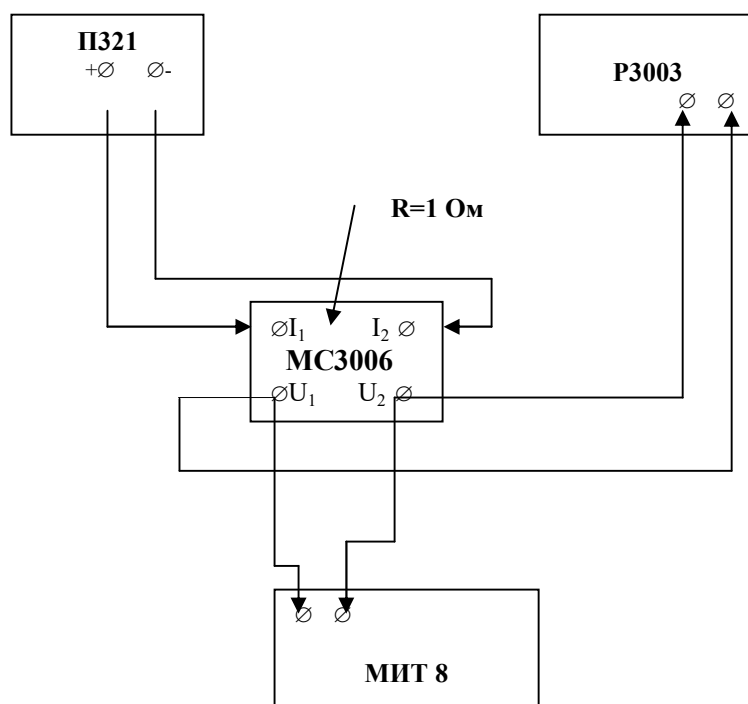 П321
+∅ ∅-
Р3003
∅ ∅
R=1 Ом
∅I₁ I₂ ∅
МС3006
∅U₁ U₂ ∅
∅ ∅
МИТ 8